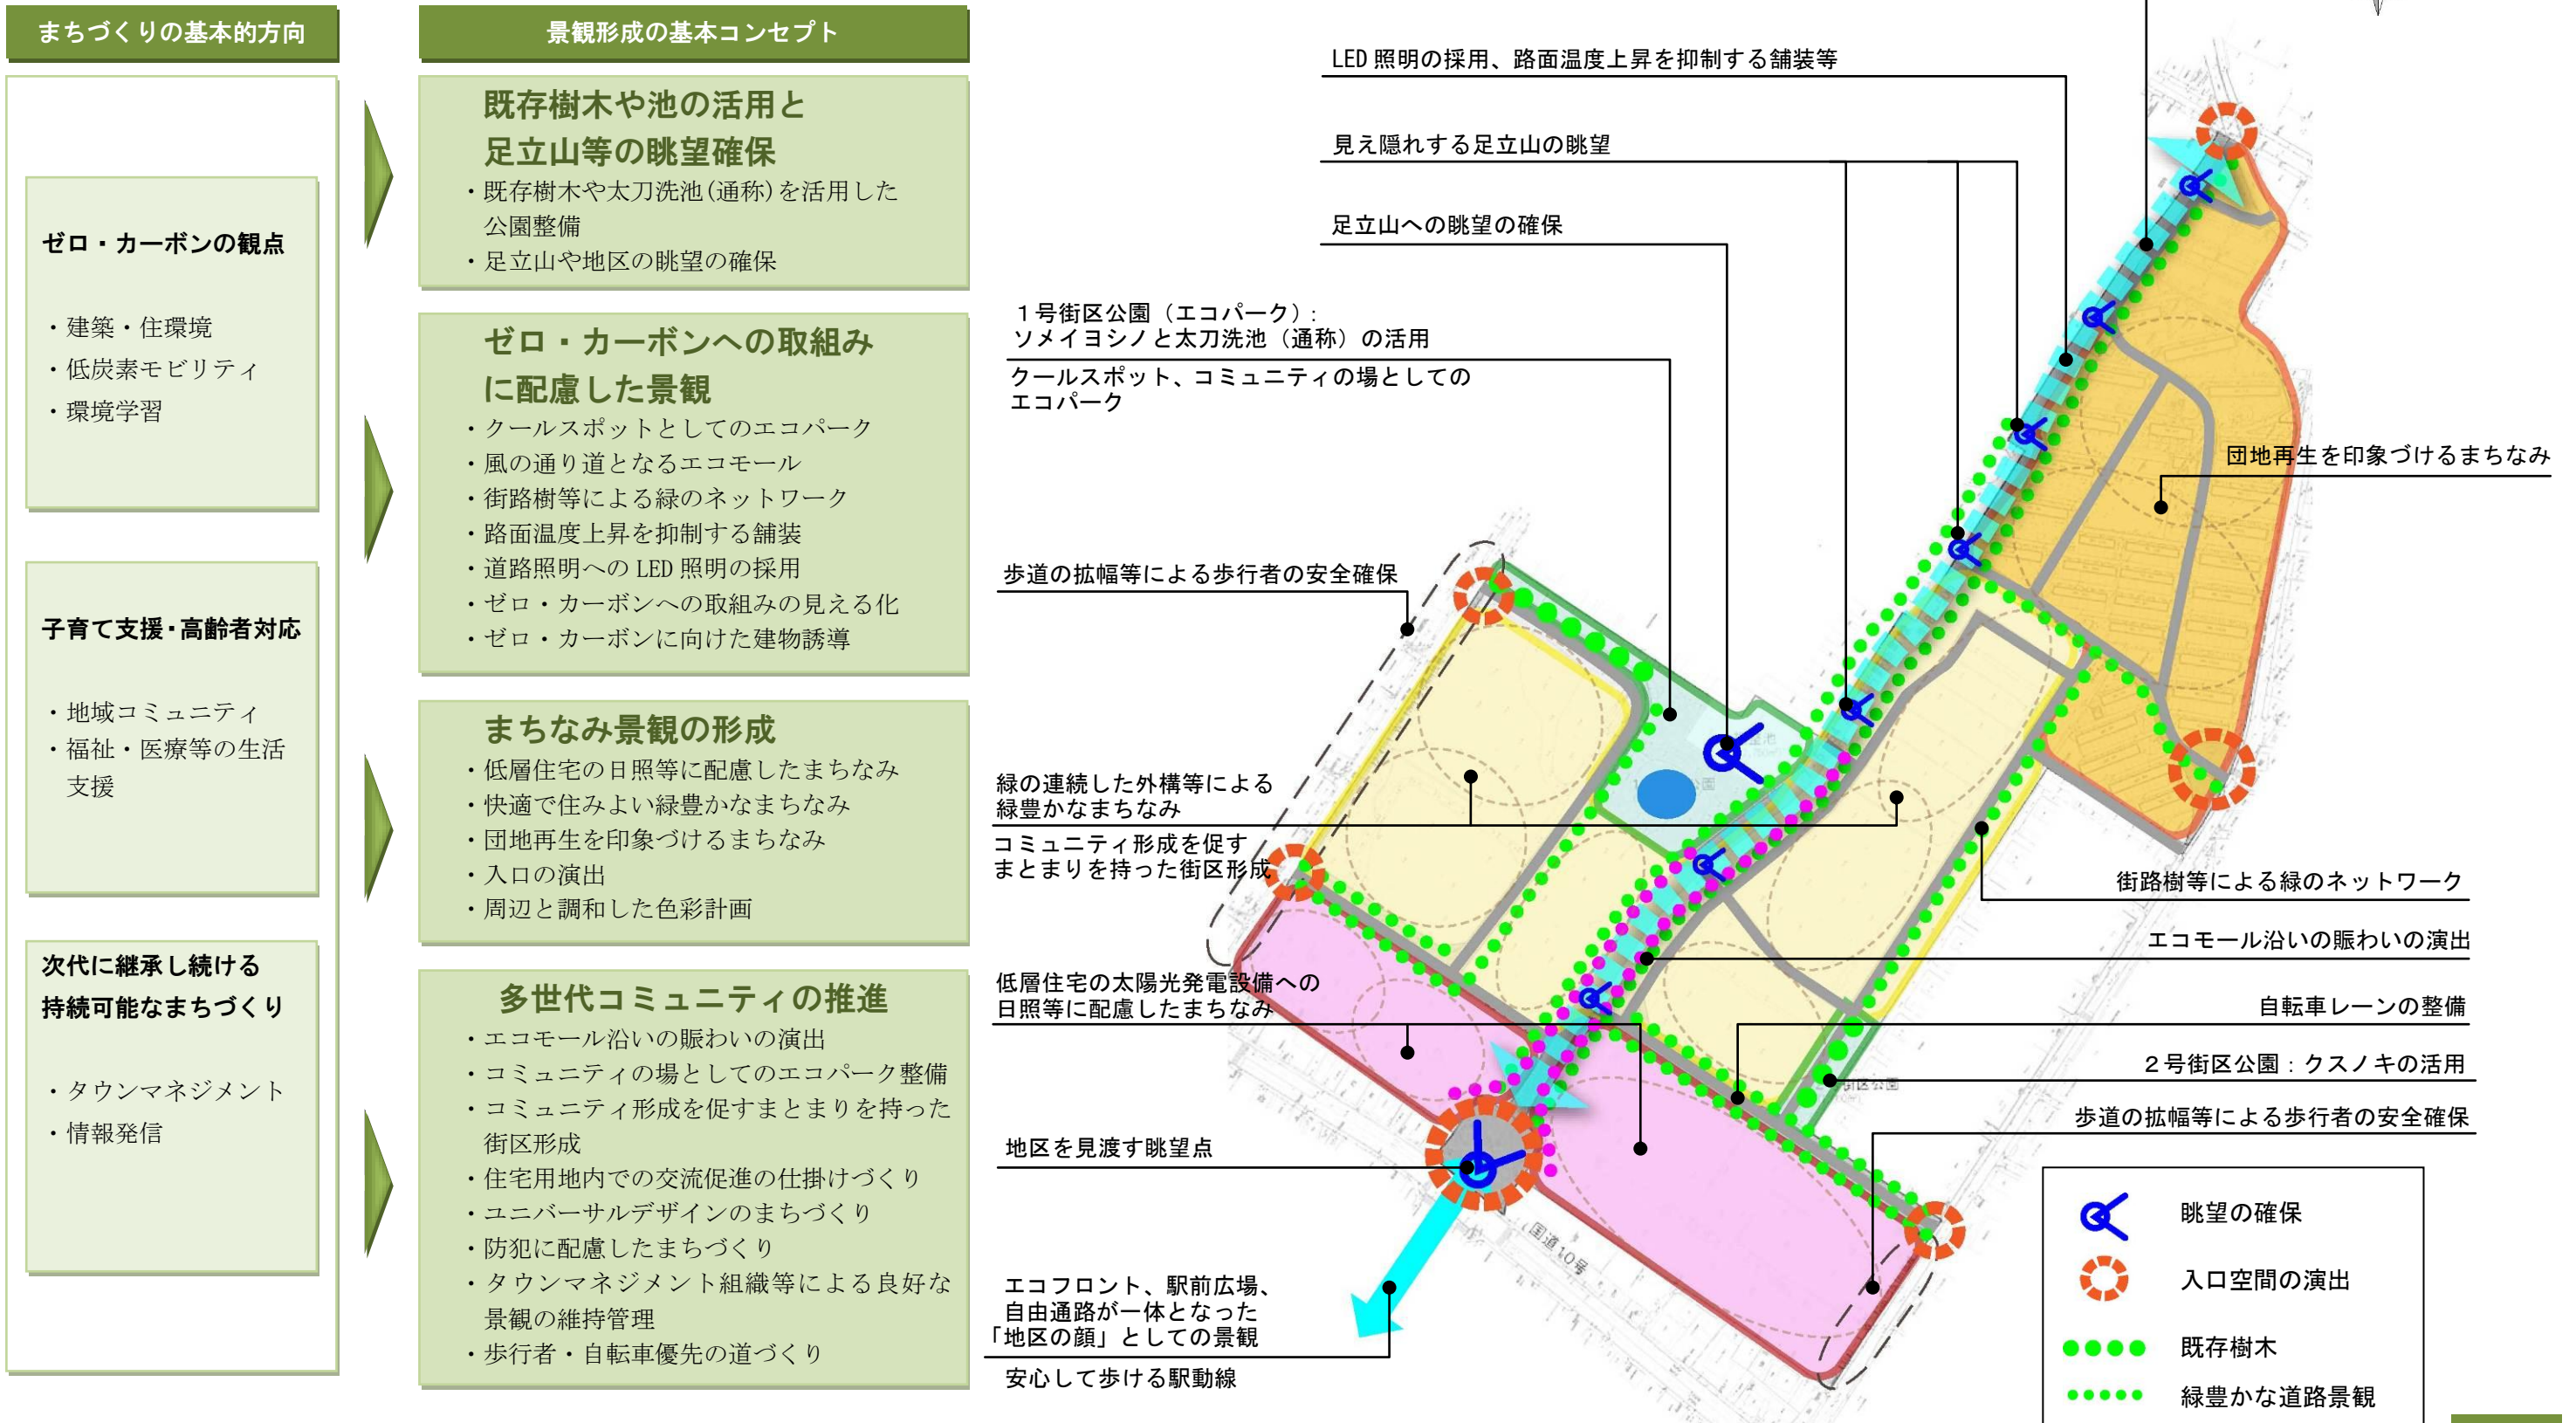 まちづくりの基本的方向
ゼロ・カーボンの観点
・建築・住環境
・低炭素モビリティ
・環境学習
子育て支援・高齢者対応
・地域コミュニティ
・福祉・医療等の生活
支援
次代に継承し続ける
持続可能なまちづくり
・タウンマネジメント
・情報発信
景観形成の基本コンセプト
既存樹木や池の活用と
足立山等の眺望確保
・既存樹木や太刀洗池(通称)を活用した
公園整備
・足立山や地区の眺望の確保
ゼロ・カーボンへの取組み
に配慮した景観
・クールスポットとしてのエコパーク
・風の通り道となるエコモール
・街路樹等による緑のネットワーク
・路面温度上昇を抑制する舗装
・道路照明への LED 照明の採用
・ゼロ・カーボンへの取組みの見える化
・ゼロ・カーボンに向けた建物誘導
まちなみ景観の形成
・低層住宅の日照等に配慮したまちなみ
・快適で住みよい緑豊かなまちなみ
・団地再生を印象づけるまちなみ
・入口の演出
・周辺と調和した色彩計画
多世代コミュニティの推進
・エコモール沿いの賑わいの演出
・コミュニティの場としてのエコパーク整備
・コミュニティ形成を促すまとまりを持った
街区形成
・住宅用地内での交流促進の仕掛けづくり
・ユニバーサルデザインのまちづくり
・防犯に配慮したまちづくり
・タウンマネジメント組織等による良好な
景観の維持管理
・歩行者・自転車優先の道づくり
LED 照明の採用、路面温度上昇を抑制する舗装等
見え隠れする足立山の眺望
足立山への眺望の確保
１号街区公園（エコパーク）:
ソメイヨシノと太刀洗池（通称）の活用
クールスポット、コミュニティの場としての
エコパーク
団地再生を印象づけるまちなみ
歩道の拡幅等による歩行者の安全確保
緑の連続した外構等による
緑豊かなまちなみ
コミュニティ形成を促す
まとまりを持った街区形成
街路樹等による緑のネットワーク
エコモール沿いの賑わいの演出
低層住宅の太陽光発電設備への
日照等に配慮したまちなみ
自転車レーンの整備
２号街区公園：クスノキの活用
街区公園
歩道の拡幅等による歩行者の安全確保
地区を見渡す眺望点
国道10号
エコフロント、駅前広場、
自由通路が一体となった
「地区の顔」としての景観
安心して歩ける駅動線
眺望の確保
入口空間の演出
既存樹木
緑豊かな道路景観